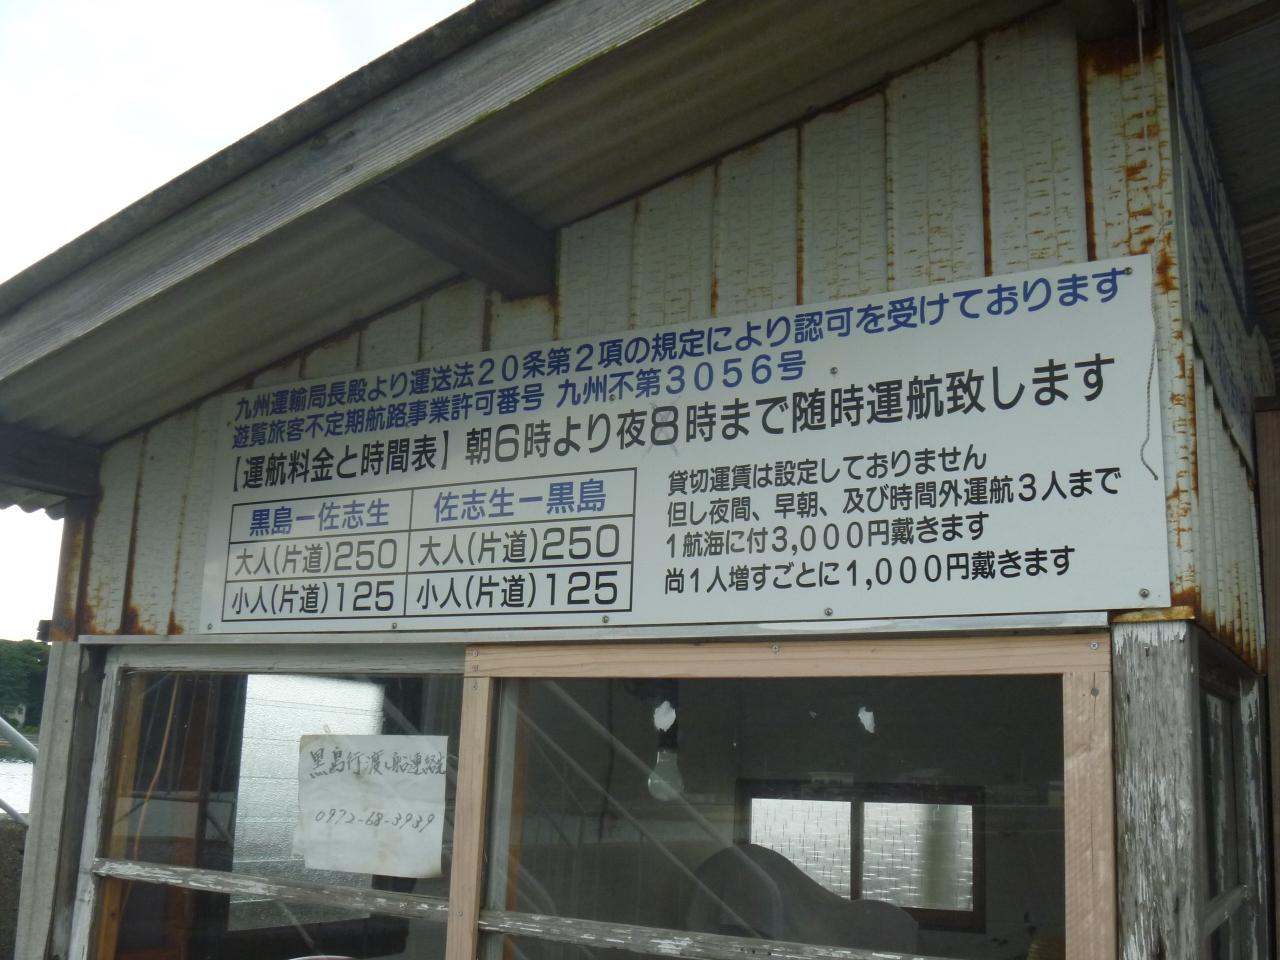 九州運輸局長殿より運送法20条第2項の規定により認可を受けております
遊覧旅客不定期航路事業許可番号 九州不第3056号
【運航料金と時間表】朝6時より夜8時まで随時運航致します
黒島ー佐志生 佐志生ー黒島
大人(片道)250 大人(片道)250
小人(片道)125 小人(片道)125
貸切運賃は設定しておりません
但し夜間、早朝、及び時間外運航3人まで
1航海に付3,000円戴きます
尚1人増すごとに1,000円戴きます
黒島行渡し船連絡先
0972-68-3939